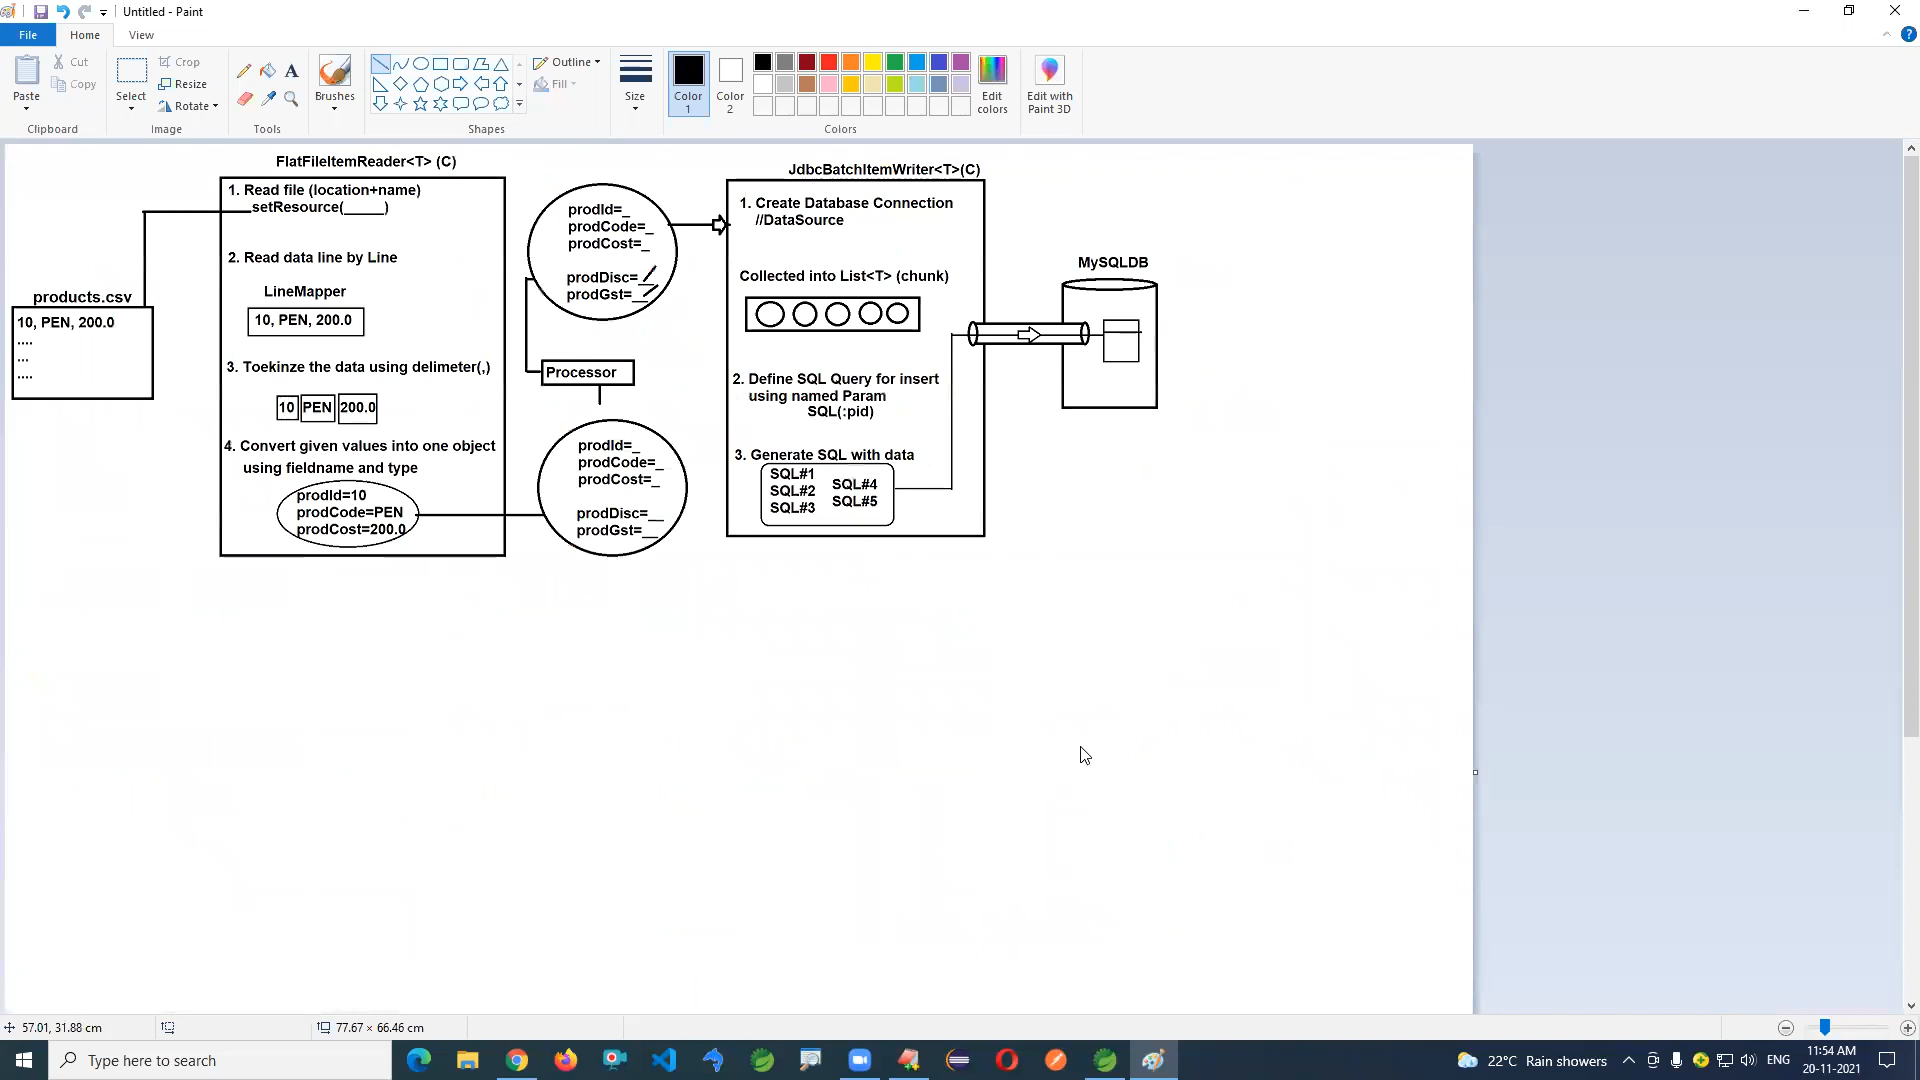 Untitled - Paint
File
Home
View
Paste
Cut
Copy
Clipboard
Select
Crop
Resize
Rotate
Image
A
Tools
Brushes
Shapes
Outline
Fill
Size
Color
1
Color
2
Edit
colors
Edit with
Paint 3D
Colors
products.csv
10, PEN, 200.0
....
...
....
FlatFileItemReader<T> (C)
1. Read file (location+name)
setResource(_____)
2. Read data line by Line
LineMapper
10, PEN, 200.0
3. Toekinze the data using delimeter(,)
10 PEN 200.0
4. Convert given values into one object
using fieldname and type
prodId=10
prodCode=PEN
prodCost=200.0
prodId=_
prodCode=_
prodCost=_
prodDisc=__
prodGst=__
Processor
prodId=_
prodCode=_
prodCost=_
prodDisc=__
prodGst=__
JdbcBatchItemWriter<T>(C)
1. Create Database Connection
//DataSource
Collected into List<T> (chunk)
2. Define SQL Query for insert
using named Param
SQL(:pid)
3. Generate SQL with data
SQL#1
SQL#2
SQL#3
SQL#4
SQL#5
MySQLDB
57.01, 31.88 cm
77.67 × 66.46 cm
Type here to search
22°C Rain showers
ENG
11:54 AM
20-11-2021